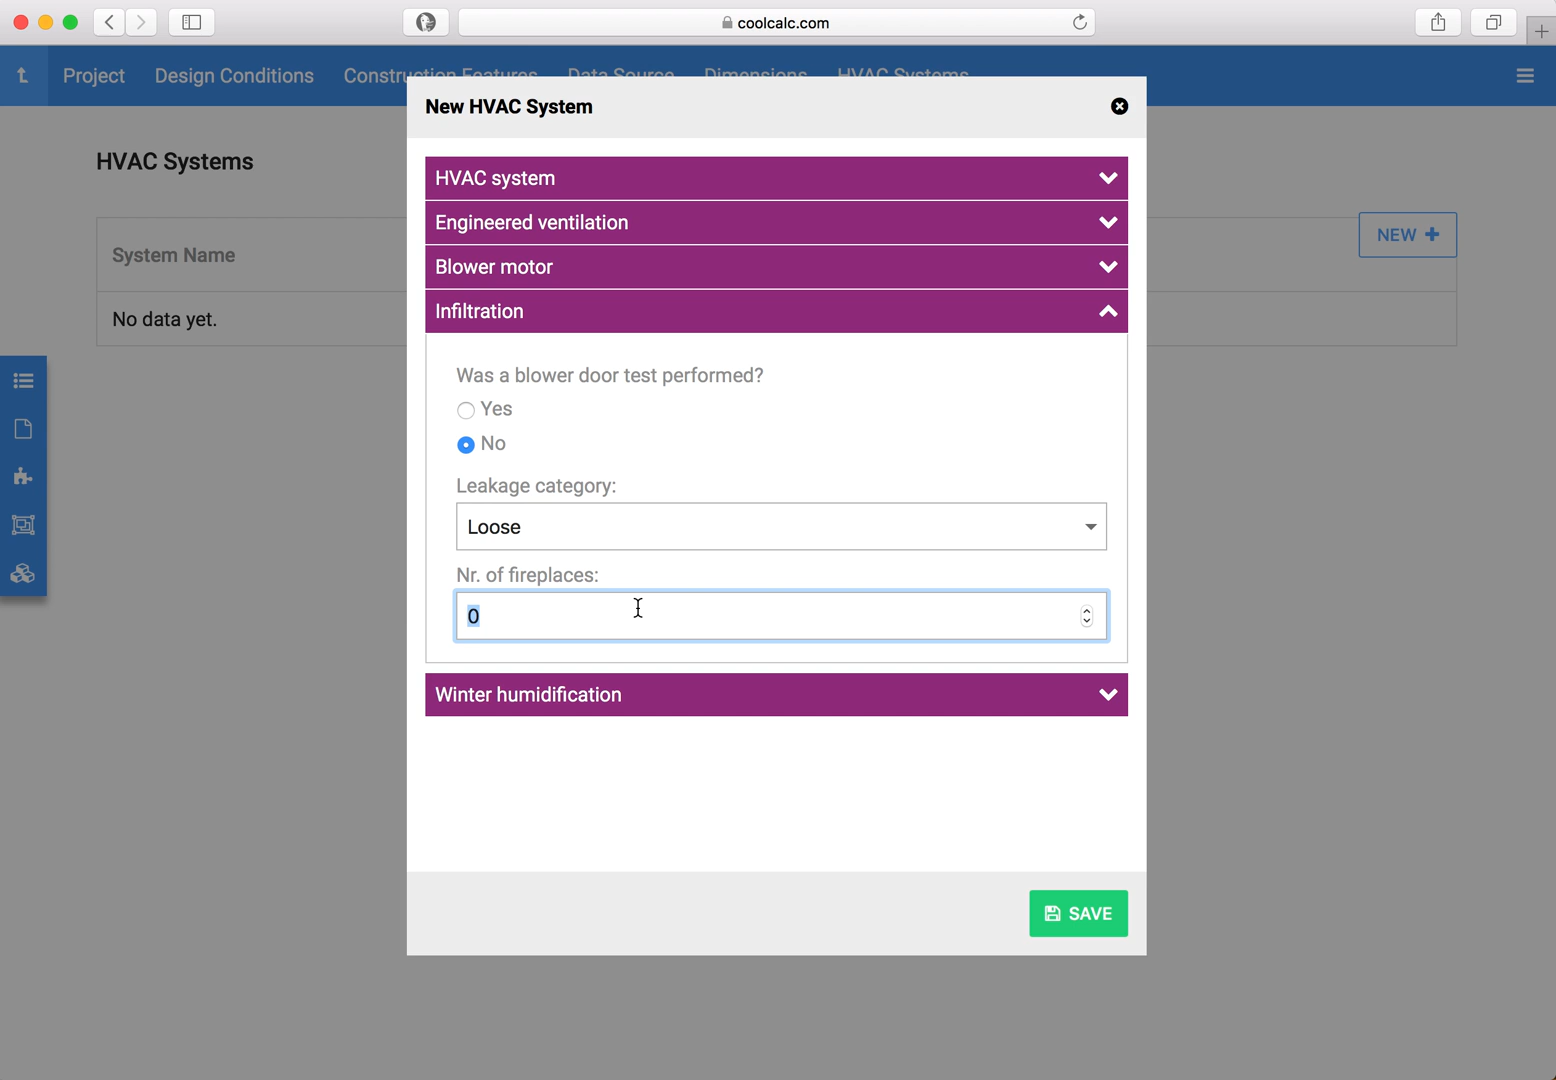 coolcalc.com
Project Design Conditions Construction Features Data Source Dimensions HVAC Systems
New HVAC System
HVAC Systems
HVAC system
Engineered ventilation
NEW
System Name
Blower motor
Infiltration
No data yet.
Was a blower door test performed?
Yes
No
Leakage category:
Loose
Nr. of fireplaces:
0
Winter humidification
SAVE